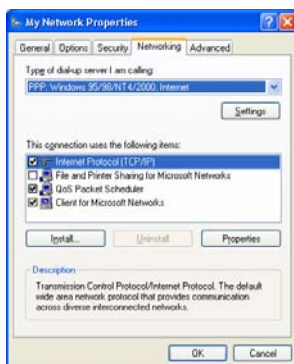 My Network Properties
General Options Security Networking Advanced
Type of dial-up server I am calling:
PPP: Windows 95/98/NT4/2000, Internet
Settings
This connection uses the following items:
Internet Protocol (TCP/IP)
File and Printer Sharing for Microsoft Networks
QoS Packet Scheduler
Client for Microsoft Networks
Install... Uninstall Properties
Description
Transmission Control Protocol/Internet Protocol. The default
wide area network protocol that provides communication
across diverse interconnected networks.
OK Cancel